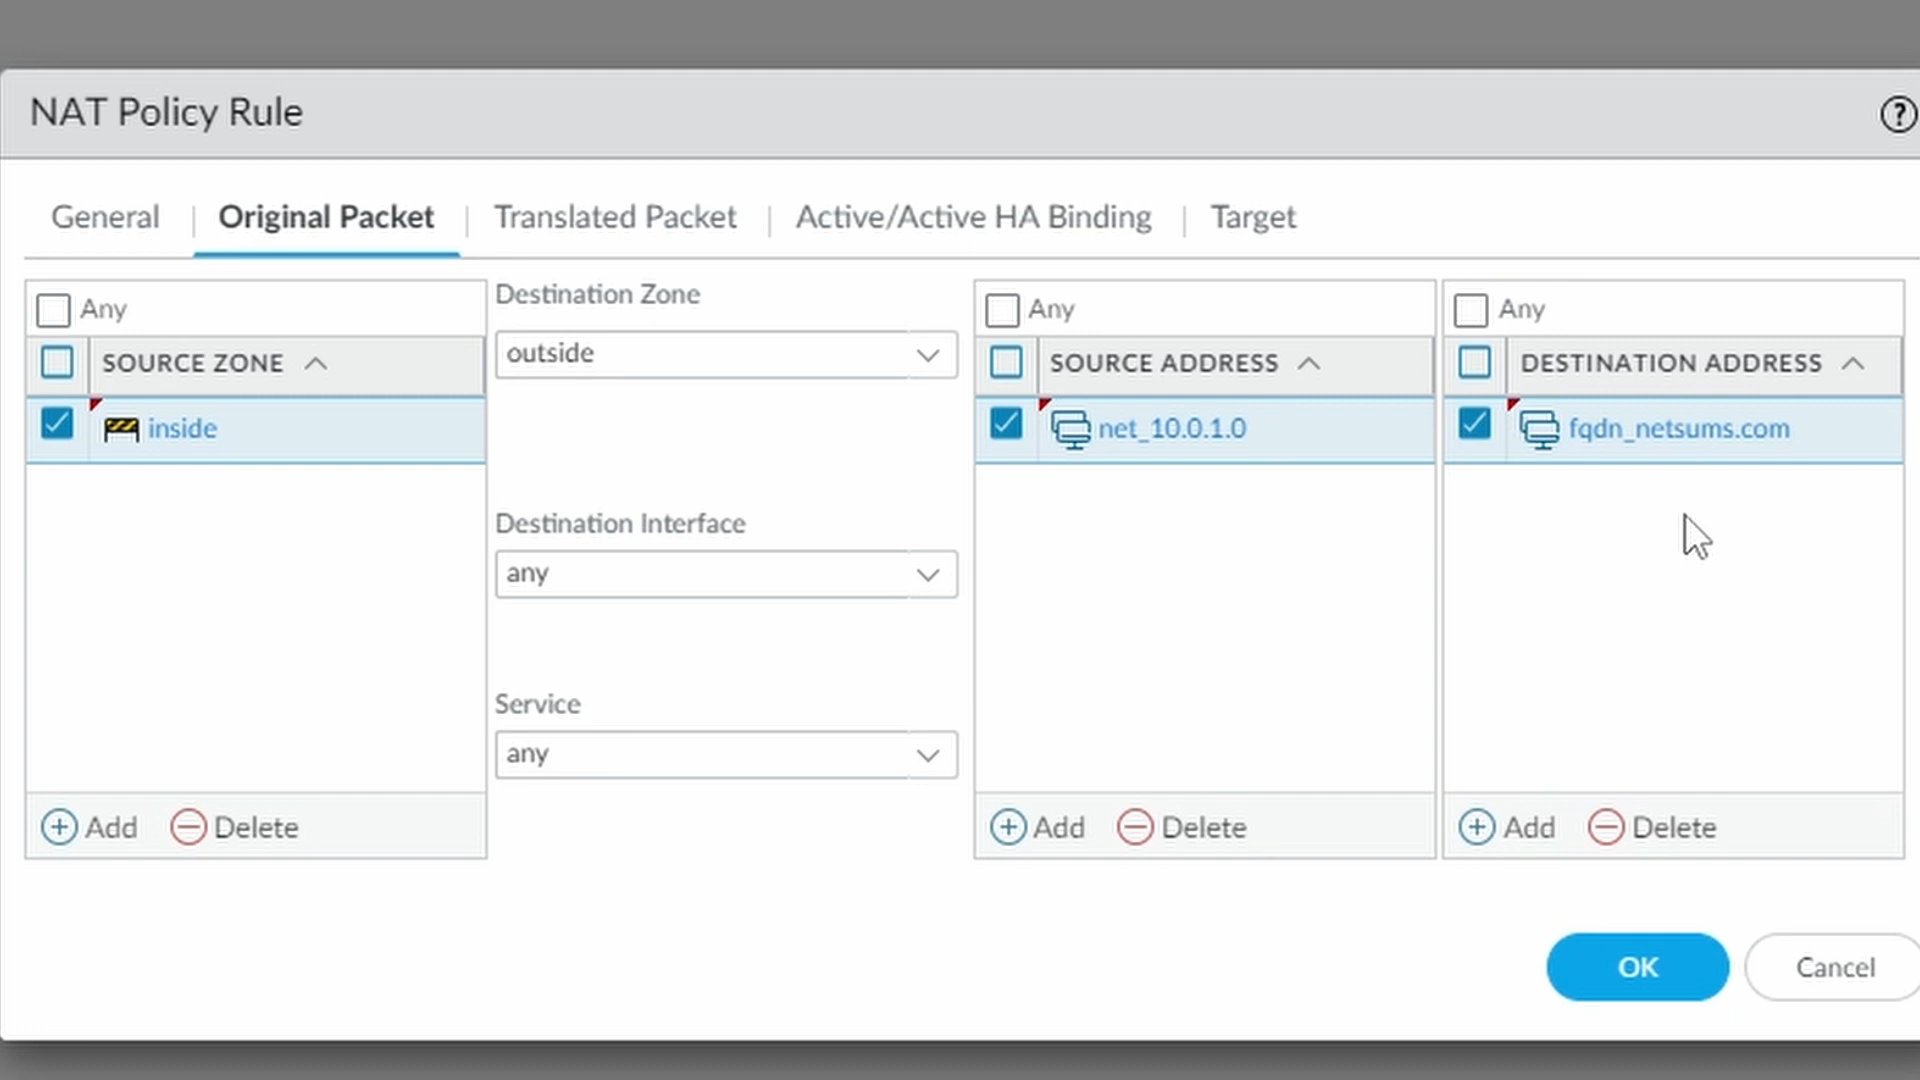 NAT Policy Rule
?
General
Original Packet
Translated Packet
Active/Active HA Binding
Target
Any
SOURCE ZONE
inside
Add
Delete
Destination Zone
outside
Destination Interface
any
Service
any
Any
SOURCE ADDRESS
net_10.0.1.0
Add
Delete
Any
DESTINATION ADDRESS
fqdn_netsums.com
Add
Delete
OK
Cancel